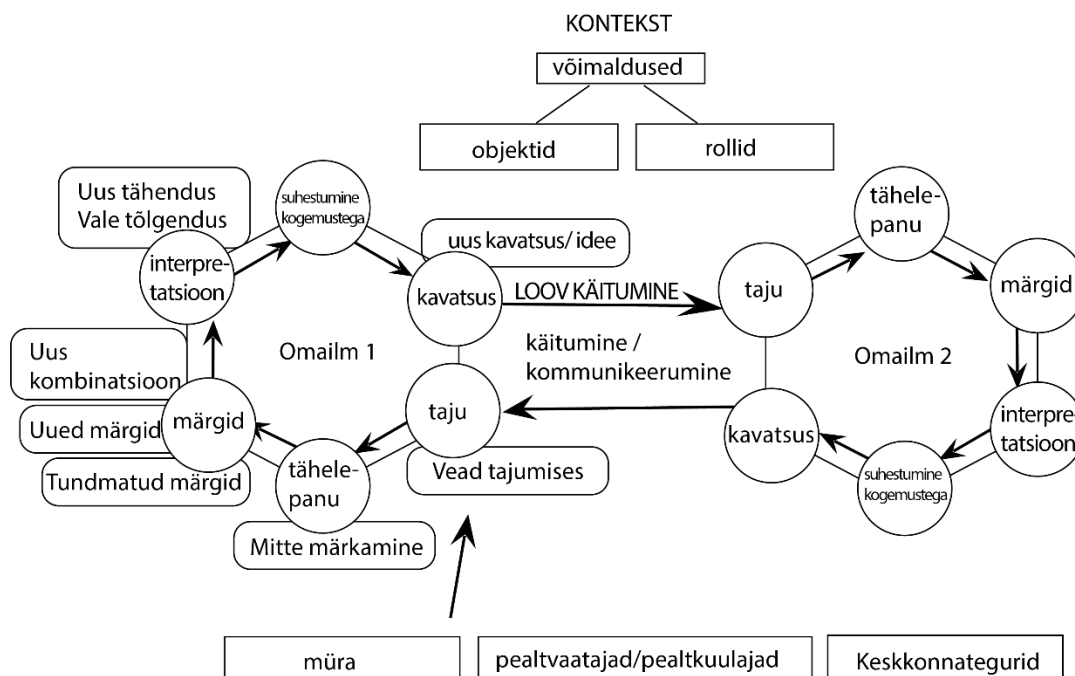 KONTEKST
võimaldused
objektid
rollid
Uus tähendus
Vale tõlgendus
suhestumine
kogemustega
uus kavatsus/ idee
interpre-
tatsioon
kavatsus
LOOV KÄITUMINE
Omailm 1
käitumine /
kommunikeerumine
Uus
kombinatsioon
märgid
Uued märgid
Tundmatud märgid
tähele-
panu
Mitte märkamine
taju
Vead tajumises
taju
tähele-
panu
märgid
Omailm 2
interpre-
tatsioon
suhestumine
kogemustega
kavatsus
müra
pealtvaatajad/pealtkuulajad
Keskkonnategurid